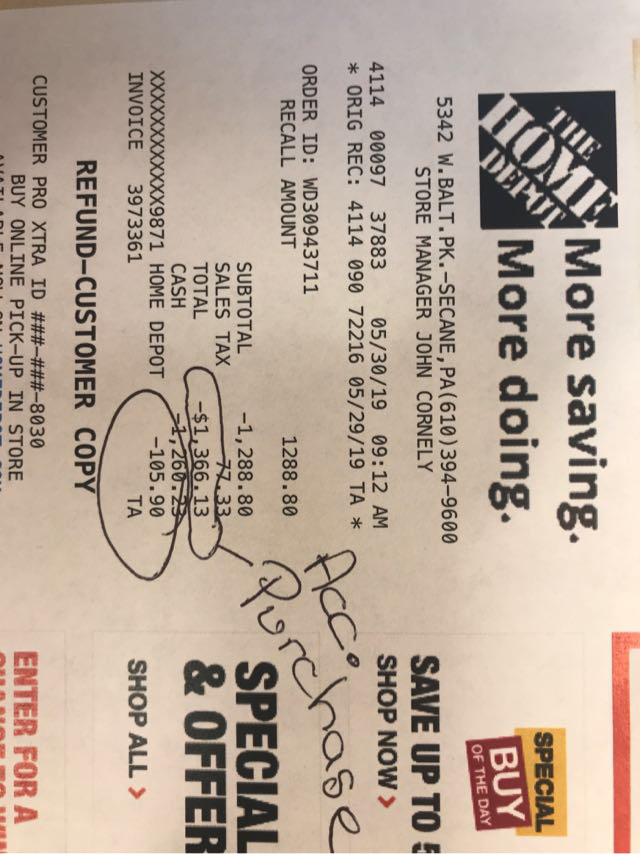 THE
HOME
DEPOT
More saving.
More doing.
5342 W.BALT.PK.-SECANE,PA(610)394-9600
STORE MANAGER JOHN CORNELY
4114 00097 37883 05/30/19 09:12 AM
* ORIG REC: 4114 090 72216 05/29/19 TA *
ORDER ID: WD30943711
RECALL AMOUNT 1288.80
SUBTOTAL -1,288.80
SALES TAX 77.33
TOTAL -$1,366.13
CASH -1,260.23
XXXXXXXXXXXX9871 HOME DEPOT -105.90
INVOICE 3973361 TA
REFUND-CUSTOMER COPY
CUSTOMER PRO XTRA ID ###-###-8030
BUY ONLINE PICK-UP IN STORE
Acc.
Purchase
SPECIAL
BUY
OF THE DAY
SAVE UP TO
SHOP NOW >
SPECIAL
& OFFER
SHOP ALL >
ENTER FOR A